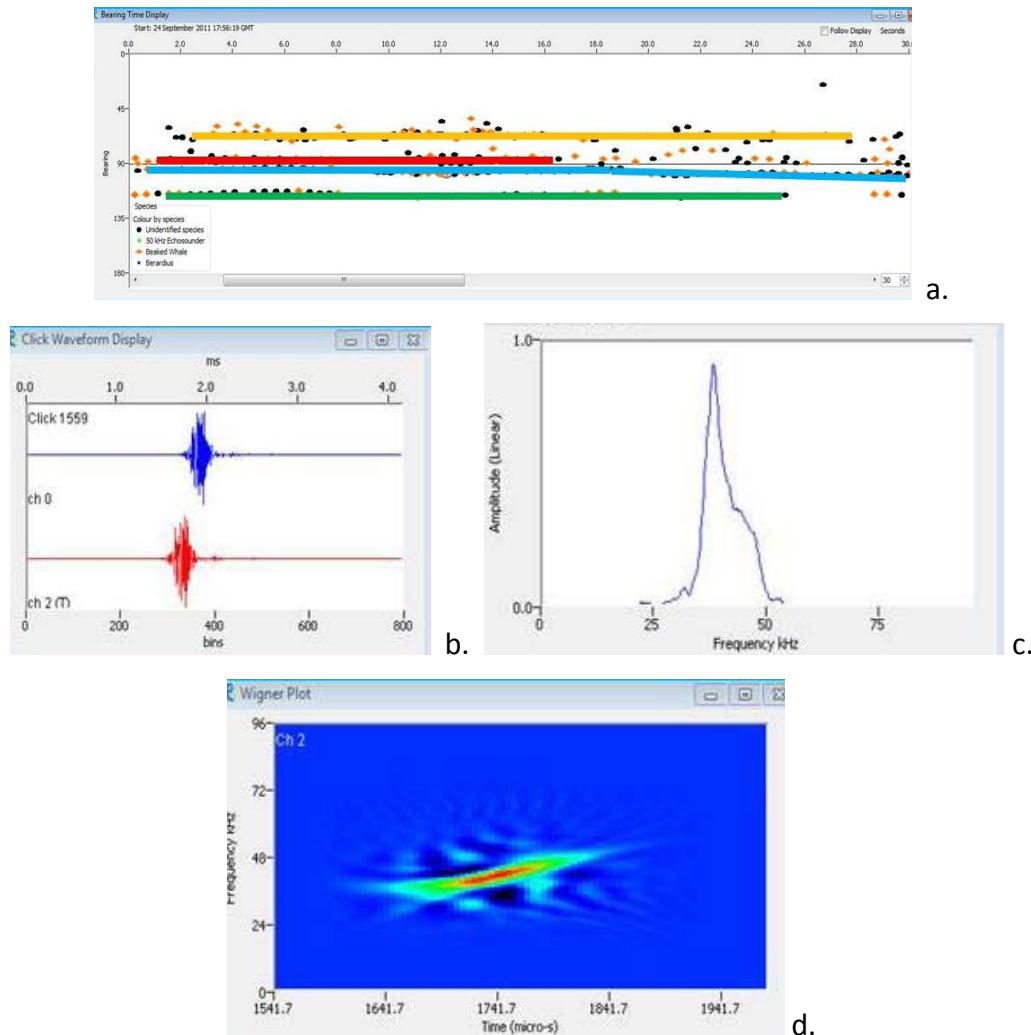 Bearing Time Display
Start: 24 September 2011 17:56:19 GMT
Follow Display Seconds
0.0 2.0 4.0 6.0 8.0 10.0 12.0 14.0 16.0 18.0 20.0 22.0 24.0 26.0 28.0 30.
0
45
90
135
180
Bearing
Species
Colour by species
Unidentified species
50 kHz Echosounder
Beaked Whale
Berardius
30
a.
Click Waveform Display
ms
0.0 1.0 2.0 3.0 4.0
Click 1559
ch 0
ch 2 (T)
0 200 400 600 800
bins
b.
1.0
Amplitude (Linear)
0.0
0 25 50 75
Frequency kHz
c.
Wigner Plot
96
Ch 2
72
48
24
0
Frequency kHz
1541.7 1641.7 1741.7 1841.7 1941.7
Time (micro-s)
d.